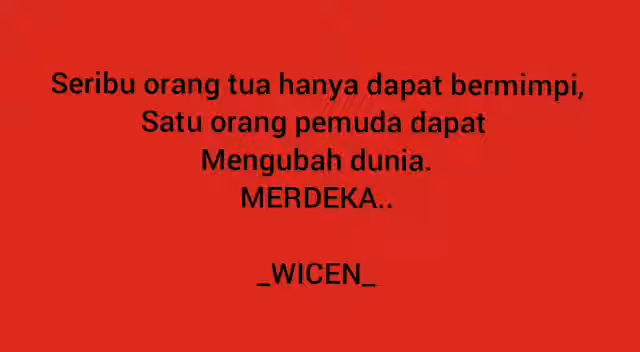 Seribu orang tua hanya dapat bermimpi,
Satu orang pemuda dapat
Mengubah dunia.
MERDEKA..
_WICEN_